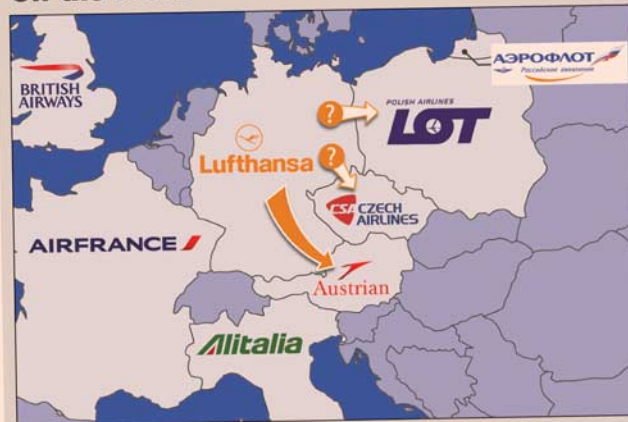 АЭРОФЛОТ
Российские авиалинии
BRITISH
AIRWAYS
?
POLISH AIRLINES
LOT
Lufthansa
?
CSA CZECH
AIRLINES
AIRFRANCE
Austrian
Alitalia